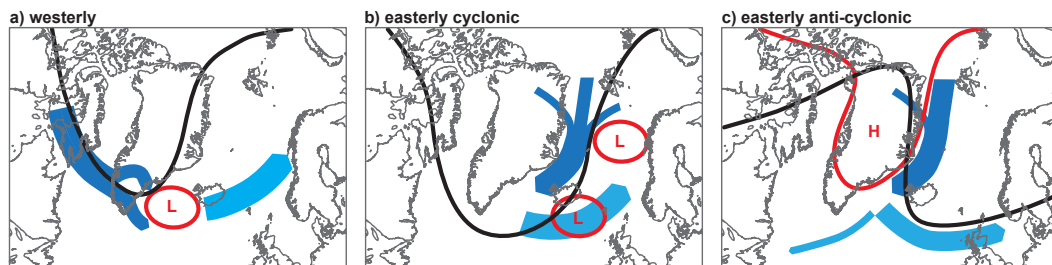 a) westerly
b) easterly cyclonic
c) easterly anti-cyclonic
L
L
L
H